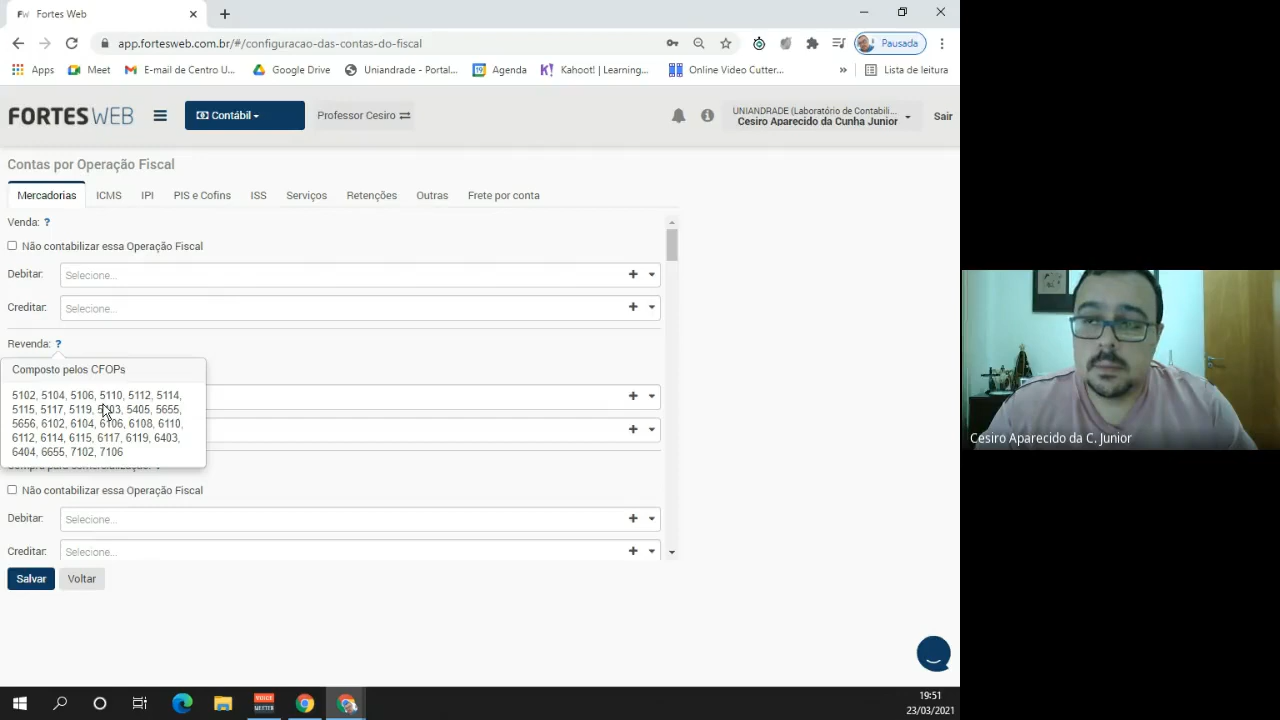 Fortes Web
app.fortesweb.com.br/#/configuracao-das-contas-do-fiscal
Pausada
Apps
Meet
E-mail de Centro U...
Google Drive
Uniandrade - Portal...
Agenda
Kahoot! | Learning...
Online Video Cutter...
Lista de leitura
FORTES WEB
Contábil
Professor Cesiro
UNIANDRADE (Laboratório de Contabili...
Cesiro Aparecido da Cunha Junior
Sair
Contas por Operação Fiscal
Mercadorias
ICMS
IPI
PIS e Cofins
ISS
Serviços
Retenções
Outras
Frete por conta
Venda: ?
Não contabilizar essa Operação Fiscal
Debitar: Selecione...
Creditar: Selecione...
Revenda: ?
Composto pelos CFOPs
5102, 5104, 5106, 5110, 5112, 5114,
5115, 5117, 5119, 5405, 5655,
5656, 6102, 6104, 6106, 6108, 6110,
6112, 6114, 6115, 6117, 6119, 6403,
6404, 6655, 7102, 7106
Não contabilizar essa Operação Fiscal
Debitar: Selecione...
Creditar: Selecione...
Salvar
Voltar
Cesiro Aparecido da C. Junior
VOICE
MEETER
19:51
23/03/2021